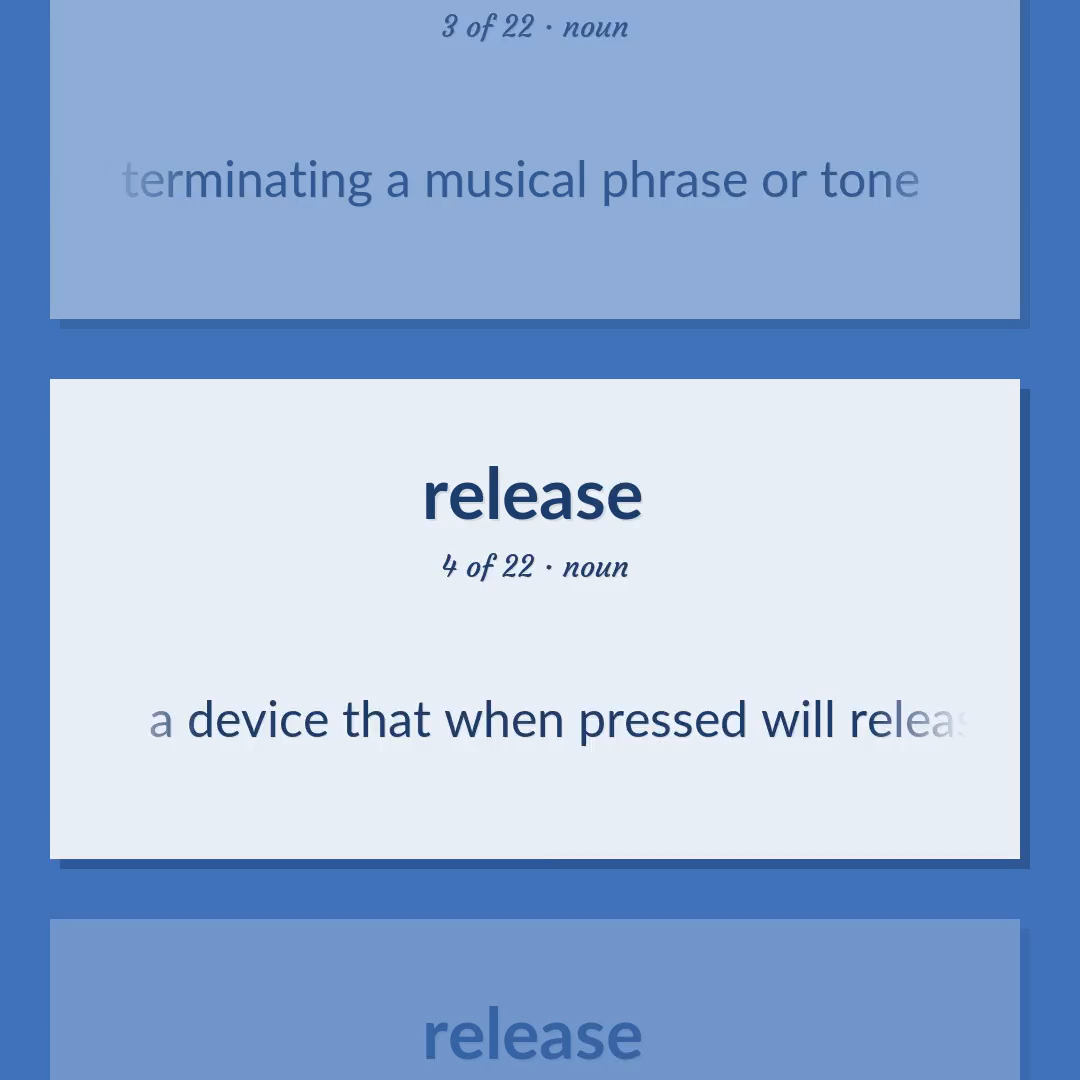 3 of 22 · noun
terminating a musical phrase or tone
release
4 of 22 · noun
a device that when pressed will releas
release